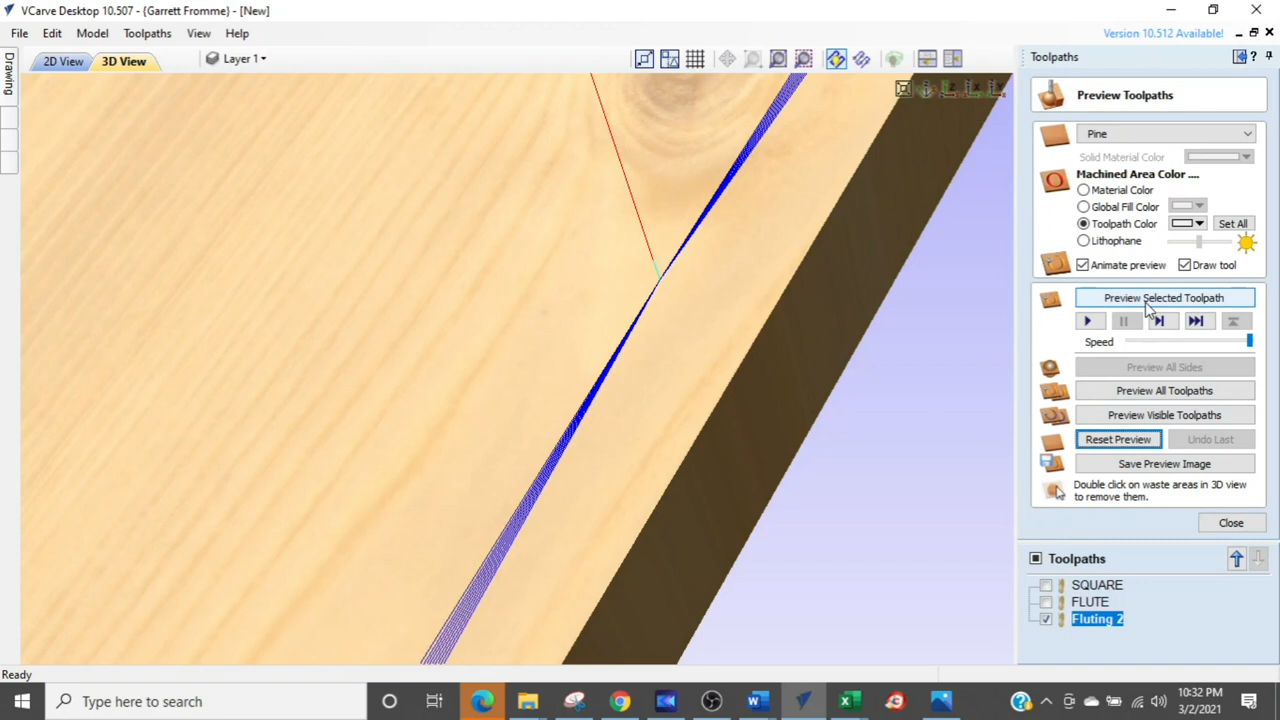 VCarve Desktop 10.507 - {Garrett Fromme} - [New]
File Edit Model Toolpaths View Help
Version 10.512 Available!
Drawing
2D View 3D View Layer 1
Toolpaths
Preview Toolpaths
Pine
Solid Material Color
Machined Area Color ....
Material Color
Global Fill Color
Toolpath Color Set All
Lithophane
Animate preview Draw tool
Preview Selected Toolpath
Speed
Preview All Sides
Preview All Toolpaths
Preview Visible Toolpaths
Reset Preview Undo Last
Save Preview Image
Double click on waste areas in 3D view
to remove them.
Close
Toolpaths
SQUARE
FLUTE
Fluting 2
Ready
Type here to search
10:32 PM
3/2/2021